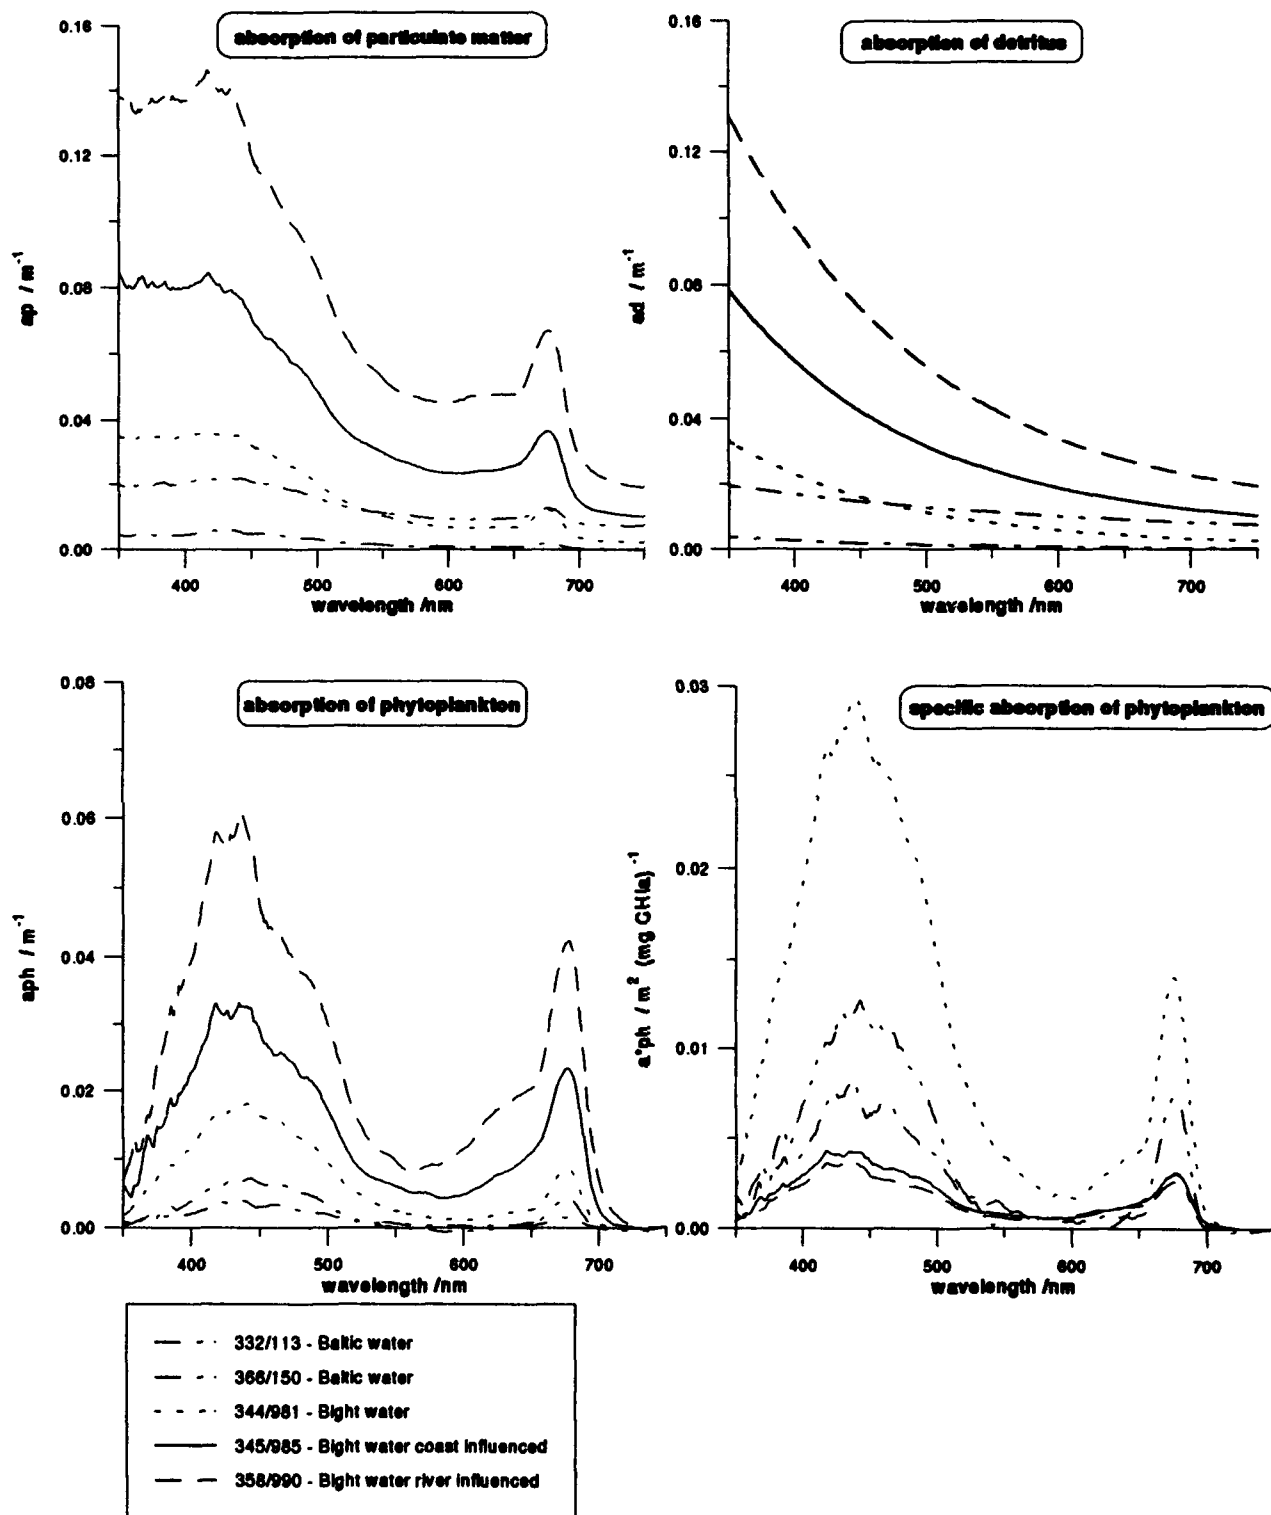 absorption of particulate matter
0.16
0.12
0.08
0.04
0.00
ap / m⁻¹
400 500 600 700
wavelength /nm
absorption of detritus
0.16
0.12
0.08
0.04
0.00
ad / m⁻¹
400 500 600 700
wavelength /nm
absorption of phytoplankton
0.08
0.06
0.04
0.02
0.00
aph / m⁻¹
400 500 600 700
wavelength /nm
specific absorption of phytoplankton
0.03
0.02
0.01
0.00
a*ph / m² (mg CHla)⁻¹
400 500 600 700
wavelength /nm
332/113 - Baltic water
366/150 - Baltic water
344/981 - Bight water
345/985 - Bight water coast influenced
358/990 - Bight water river influenced